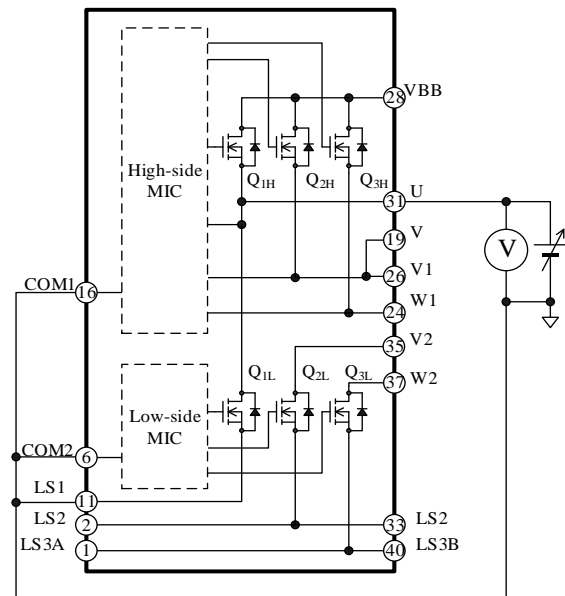 28 VBB
High-side
MIC
Q1H
Q2H
Q3H
31 U
19 V
26 V1
24 W1
35 V2
37 W2
V
COM1 16
Q1L
Q2L
Q3L
Low-side
MIC
COM2 6
LS1 11
LS2 2
33 LS2
LS3A 1
40 LS3B